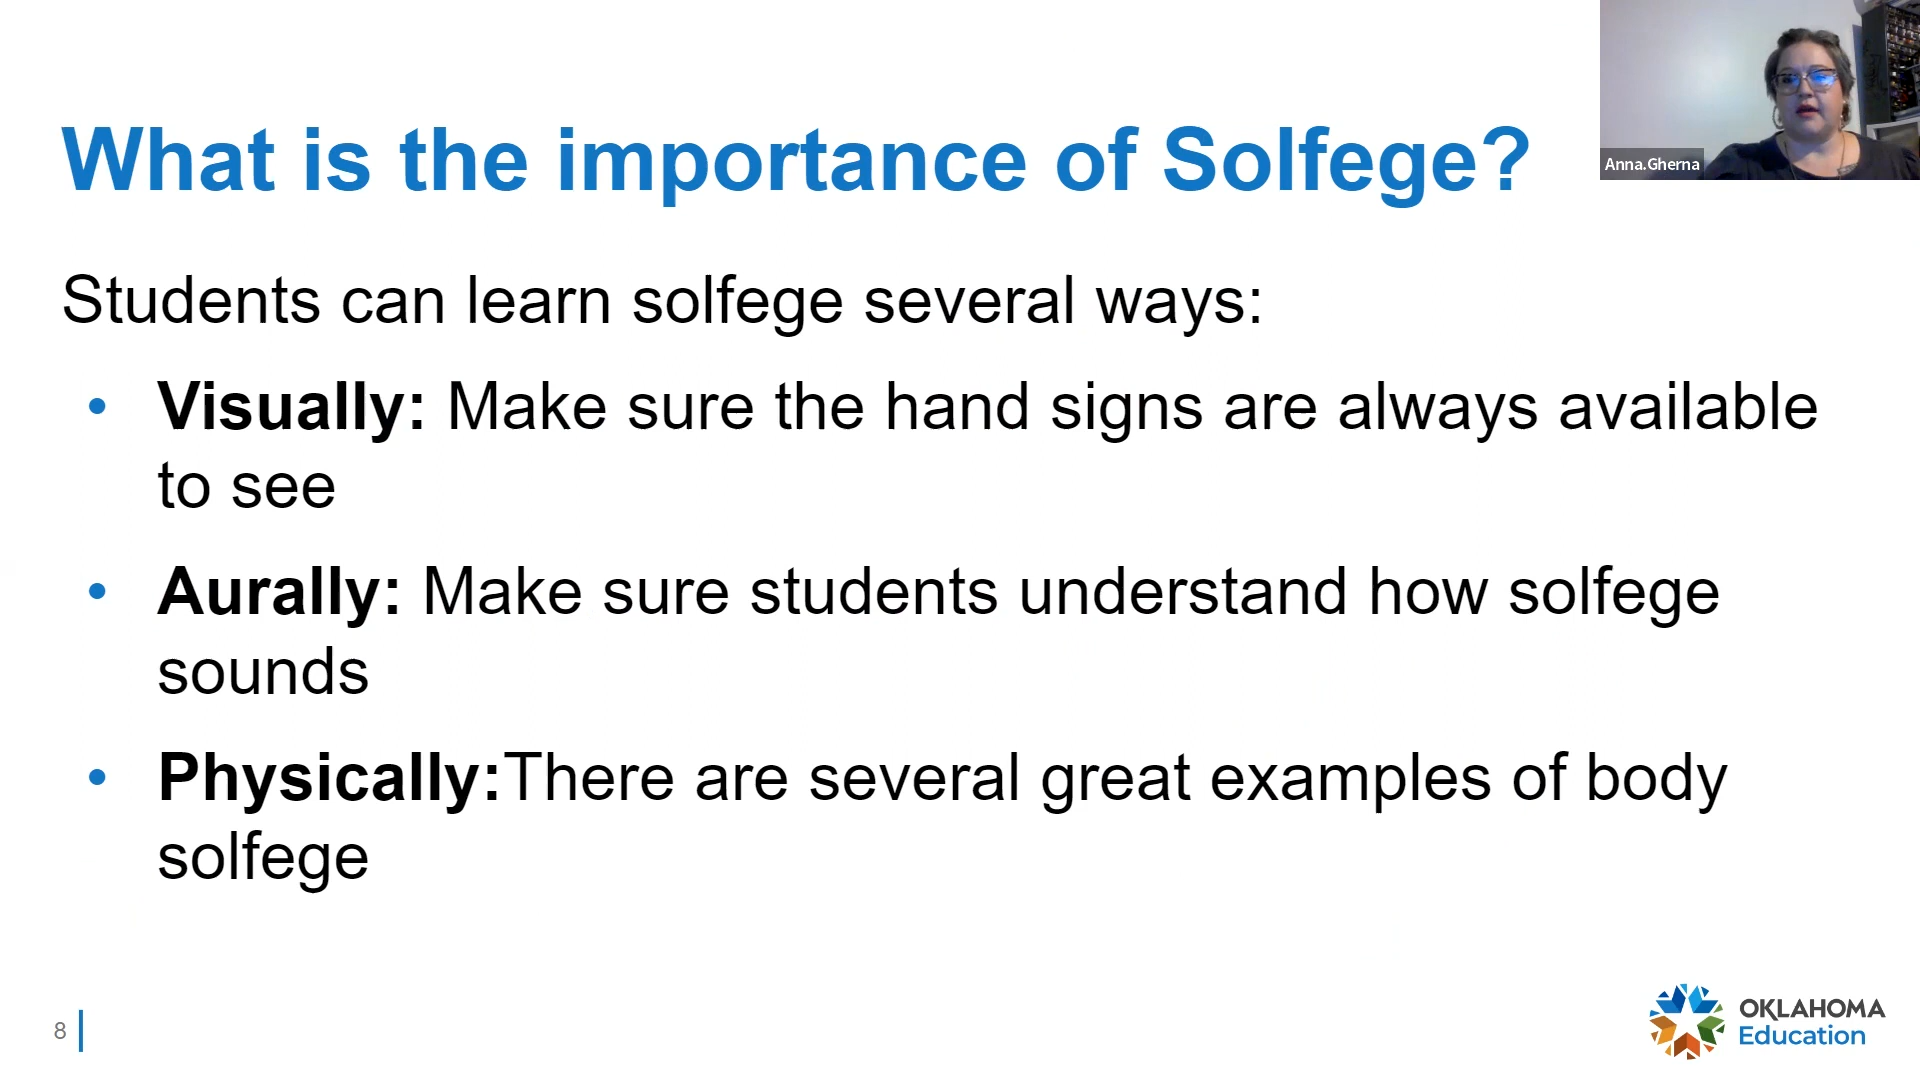 What is the importance of Solfege?
Anna.Gherna
Students can learn solfege several ways:
• Visually: Make sure the hand signs are always available
to see
• Aurally: Make sure students understand how solfege
sounds
• Physically:There are several great examples of body
solfege
8
OKLAHOMA
Education